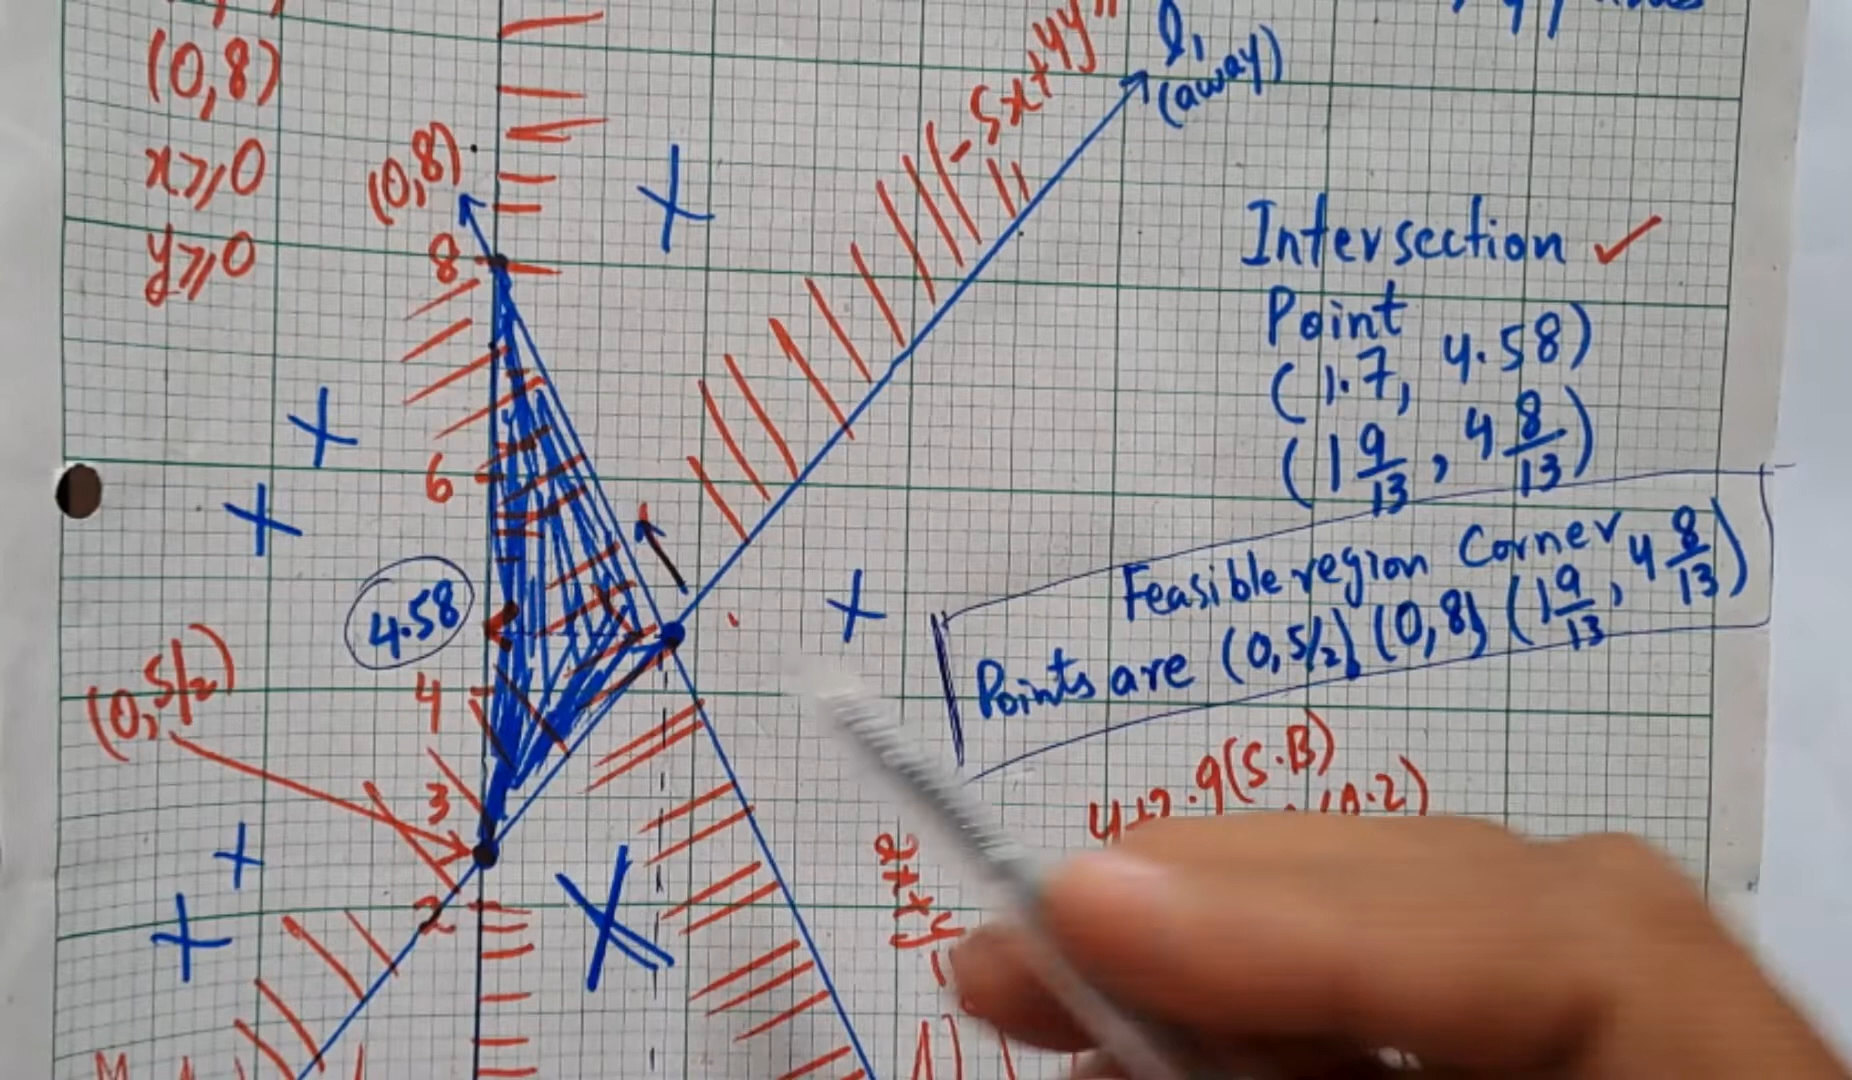 (0,8)
x⩾0
y⩾0
(0,8)
8
6
4.58
(0,5/2)
4
3
2
-5x+4y
l₁
(away)
Intersection ✓
Point
(1.7, 4.58)
(1 9/13, 4 8/13)
Feasible region Corner
Points are (0,5/2) (0,8) (1 9/13, 4 8/13)
2x+y